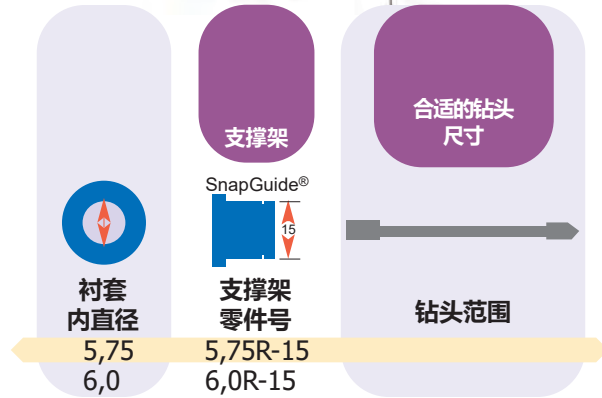 支撑架
合适的钻头
尺寸
SnapGuide®
15
衬套
内直径
支撑架
零件号
钻头范围
5,75 5,75R-15
6,0 6,0R-15